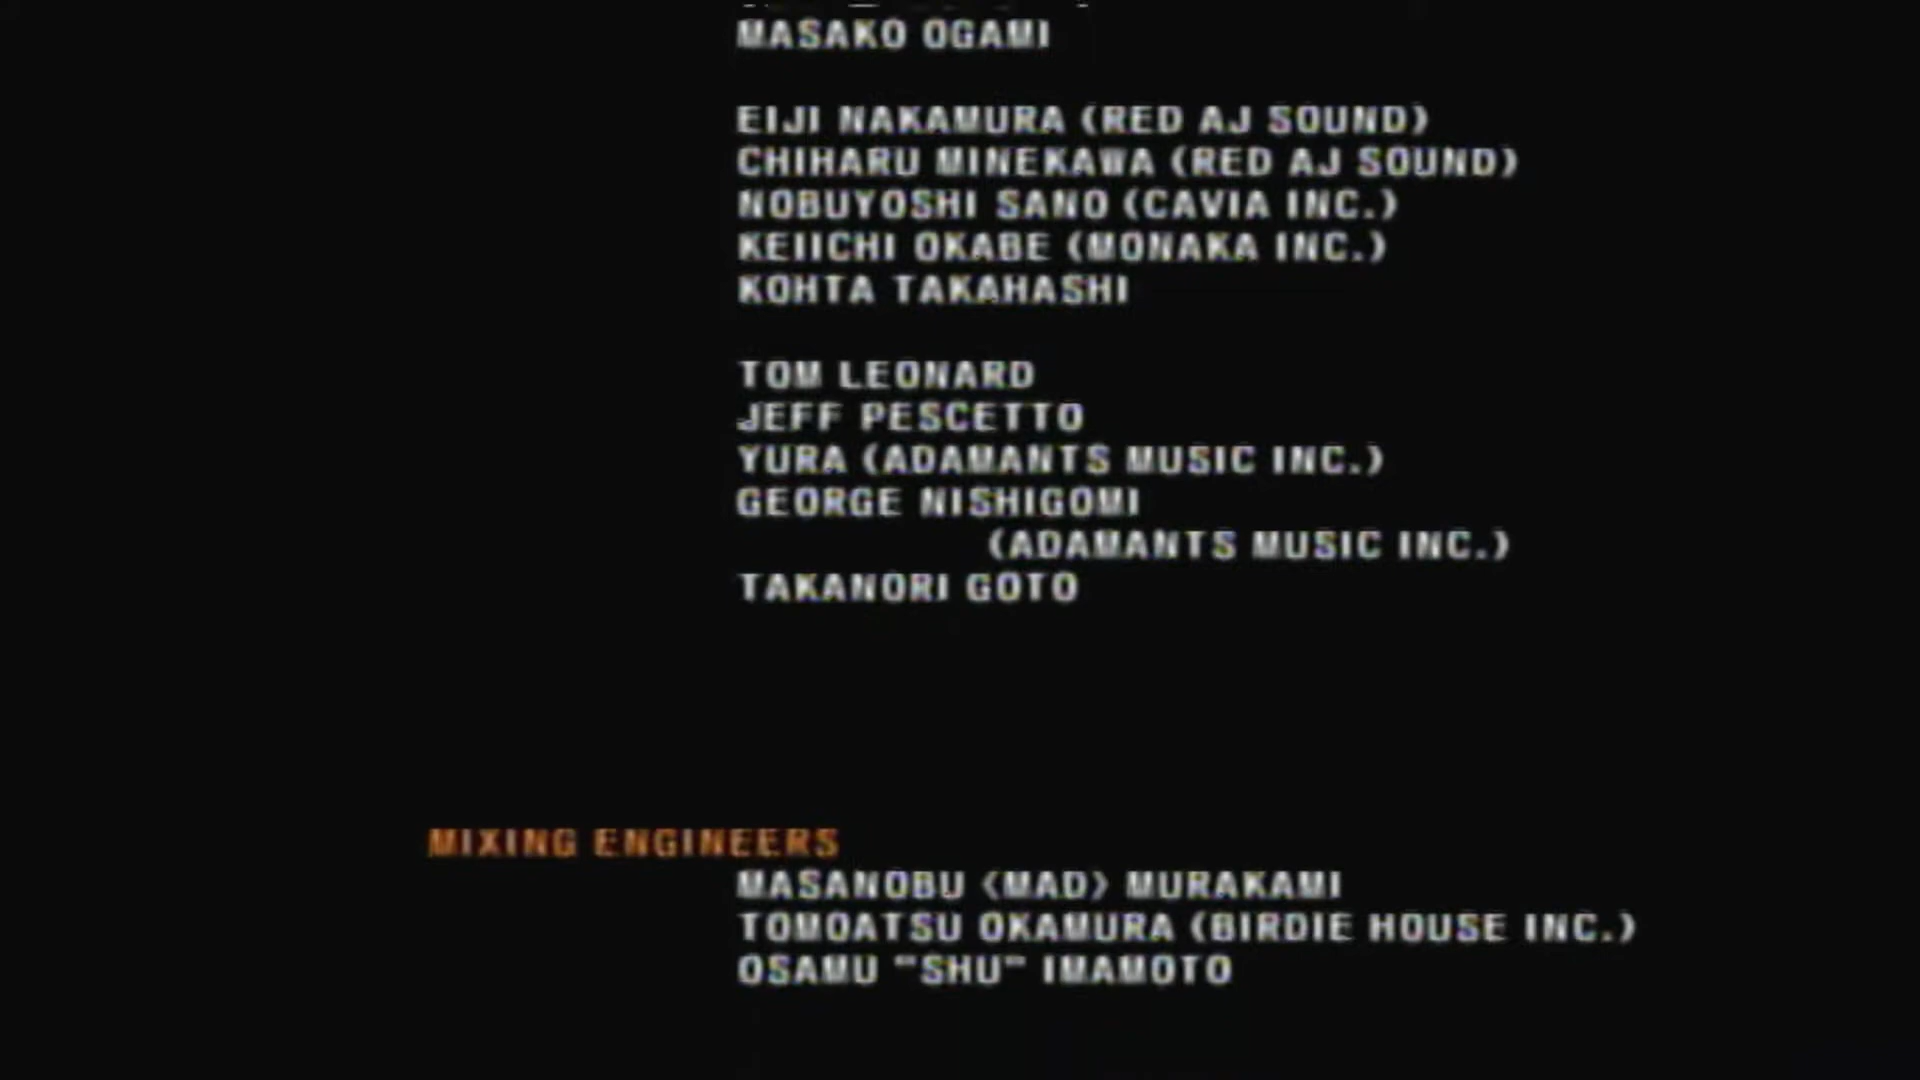 MASAKO OGAMI
EIJI NAKAMURA (RED AJ SOUND)
CHIHARU MINEKAWA (RED AJ SOUND)
NOBUYOSHI SANO (CAVIA INC.)
KEIICHI OKABE (MONAKA INC.)
KOHTA TAKAHASHI
TOM LEONARD
JEFF PESCETTO
YURA (ADAMANTS MUSIC INC.)
GEORGE NISHIGOMI
(ADAMANTS MUSIC INC.)
TAKANORI GOTO
MIXING ENGINEERS
MASANOBU <MAD> MURAKAMI
TOMOATSU OKAMURA (BIRDIE HOUSE INC.)
OSAMU "SHU" IMAMOTO